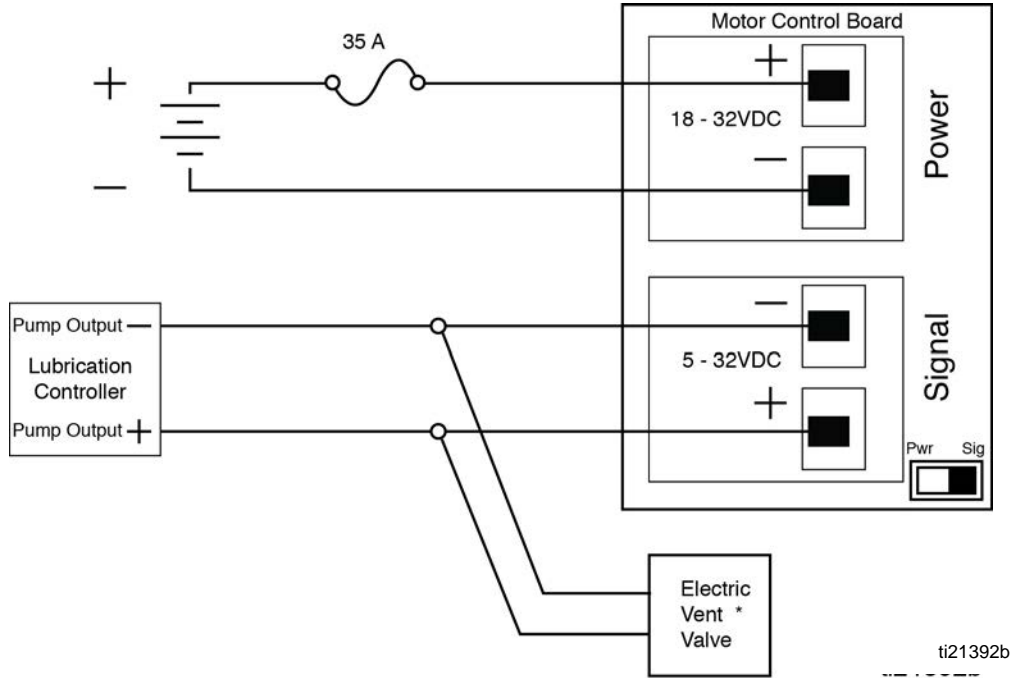 Motor Control Board
35 A
+
+
18 - 32VDC
Power
—
—
Pump Output —
—
Lubrication
Controller
5 - 32VDC
Signal
Pump Output +
+
Pwr Sig
Electric
Vent *
Valve
ti21392b